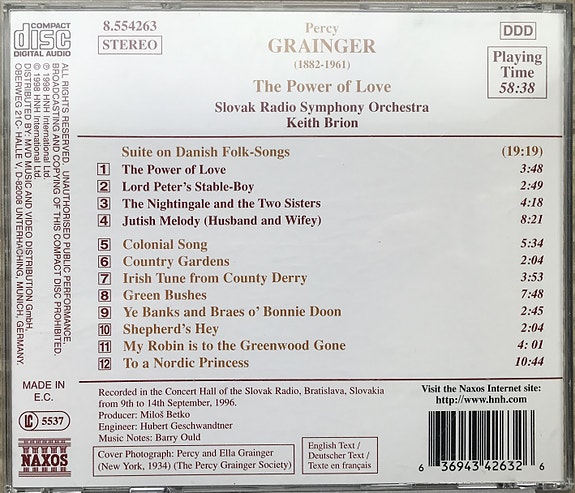 COMPACT
disc
DIGITAL AUDIO
8.554263
STEREO
Percy
GRAINGER
(1882-1961)
The Power of Love
Slovak Radio Symphony Orchestra
Keith Brion
DDD
Playing
Time
58:38
ALL RIGHTS RESERVED. UNAUTHORISED PUBLIC PERFORMANCE,
BROADCASTING AND COPYING OF THIS COMPACT DISC PROHIBITED.
℗ 1998 HNH International Ltd.
© 1998 HNH International Ltd.
DISTRIBUTED BY: MVD MUSIC AND VIDEO DISTRIBUTION GmbH,
OBERWEG 21C- HALLE V, D-82008 UNTERHACHING, MUNICH, GERMANY.
Suite on Danish Folk-Songs (19:19)
1 The Power of Love 3:48
2 Lord Peter's Stable-Boy 2:49
3 The Nightingale and the Two Sisters 4:18
4 Jutish Melody (Husband and Wifey) 8:21
5 Colonial Song 5:34
6 Country Gardens 2:04
7 Irish Tune from County Derry 3:53
8 Green Bushes 7:48
9 Ye Banks and Braes o' Bonnie Doon 2:45
10 Shepherd's Hey 2:04
11 My Robin is to the Greenwood Gone 4: 01
12 To a Nordic Princess 10:44
MADE IN
E.C.
LC 5537
NAXOS
Recorded in the Concert Hall of the Slovak Radio, Bratislava, Slovakia
from 9th to 14th September, 1996.
Producer: Miloš Betko
Engineer: Hubert Geschwandtner
Music Notes: Barry Ould
Cover Photograph: Percy and Ella Grainger
(New York, 1934) (The Percy Grainger Society)
English Text /
Deutscher Text /
Texte en français
Visit the Naxos Internet site:
http://www.hnh.com
6 36943 42632 6